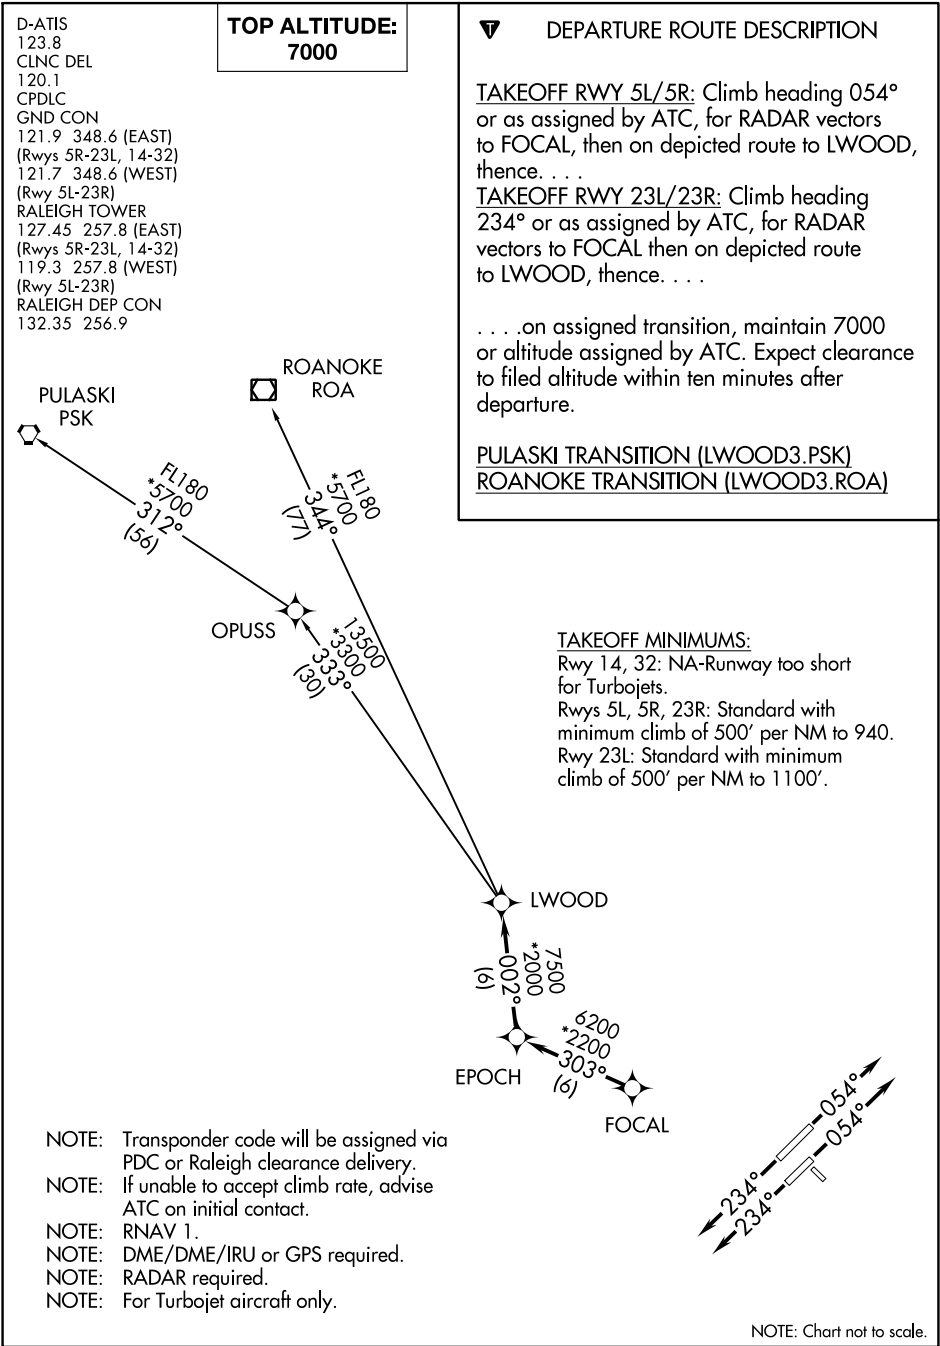 D-ATIS
123.8
CLNC DEL
120.1
CPDLC
GND CON
121.9 348.6 (EAST)
(Rwys 5R-23L, 14-32)
121.7 348.6 (WEST)
(Rwy 5L-23R)
RALEIGH TOWER
127.45 257.8 (EAST)
(Rwys 5R-23L, 14-32)
119.3 257.8 (WEST)
(Rwy 5L-23R)
RALEIGH DEP CON
132.35 256.9
TOP ALTITUDE:
7000
T DEPARTURE ROUTE DESCRIPTION
TAKEOFF RWY 5L/5R: Climb heading 054°
or as assigned by ATC, for RADAR vectors
to FOCAL, then on depicted route to LWOOD,
thence. . . .
TAKEOFF RWY 23L/23R: Climb heading
234° or as assigned by ATC, for RADAR
vectors to FOCAL then on depicted route
to LWOOD, thence. . . .
. . . .on assigned transition, maintain 7000
or altitude assigned by ATC. Expect clearance
to filed altitude within ten minutes after
departure.
PULASKI TRANSITION (LWOOD3.PSK)
ROANOKE TRANSITION (LWOOD3.ROA)
ROANOKE
ROA
PULASKI
PSK
FL180
*5700
312°
(56)
FL180
*5700
344°
(77)
OPUSS
13500
*3300
333°
(30)
TAKEOFF MINIMUMS:
Rwy 14, 32: NA-Runway too short
for Turbojets.
Rwys 5L, 5R, 23R: Standard with
minimum climb of 500' per NM to 940.
Rwy 23L: Standard with minimum
climb of 500' per NM to 1100'.
LWOOD
7500
*2000
002°
(6)
EPOCH
6200
*2200
303°
(6)
FOCAL
054°
054°
234°
234°
NOTE: Transponder code will be assigned via
PDC or Raleigh clearance delivery.
NOTE: If unable to accept climb rate, advise
ATC on initial contact.
NOTE: RNAV 1.
NOTE: DME/DME/IRU or GPS required.
NOTE: RADAR required.
NOTE: For Turbojet aircraft only.
NOTE: Chart not to scale.